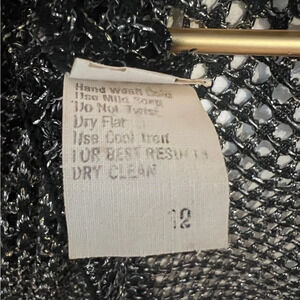 Hand Wash Cold
Use Mild Soap
Do Not Twist
Dry Flat
Use Cool Iron
FOR BEST RESULTS
DRY CLEAN
12